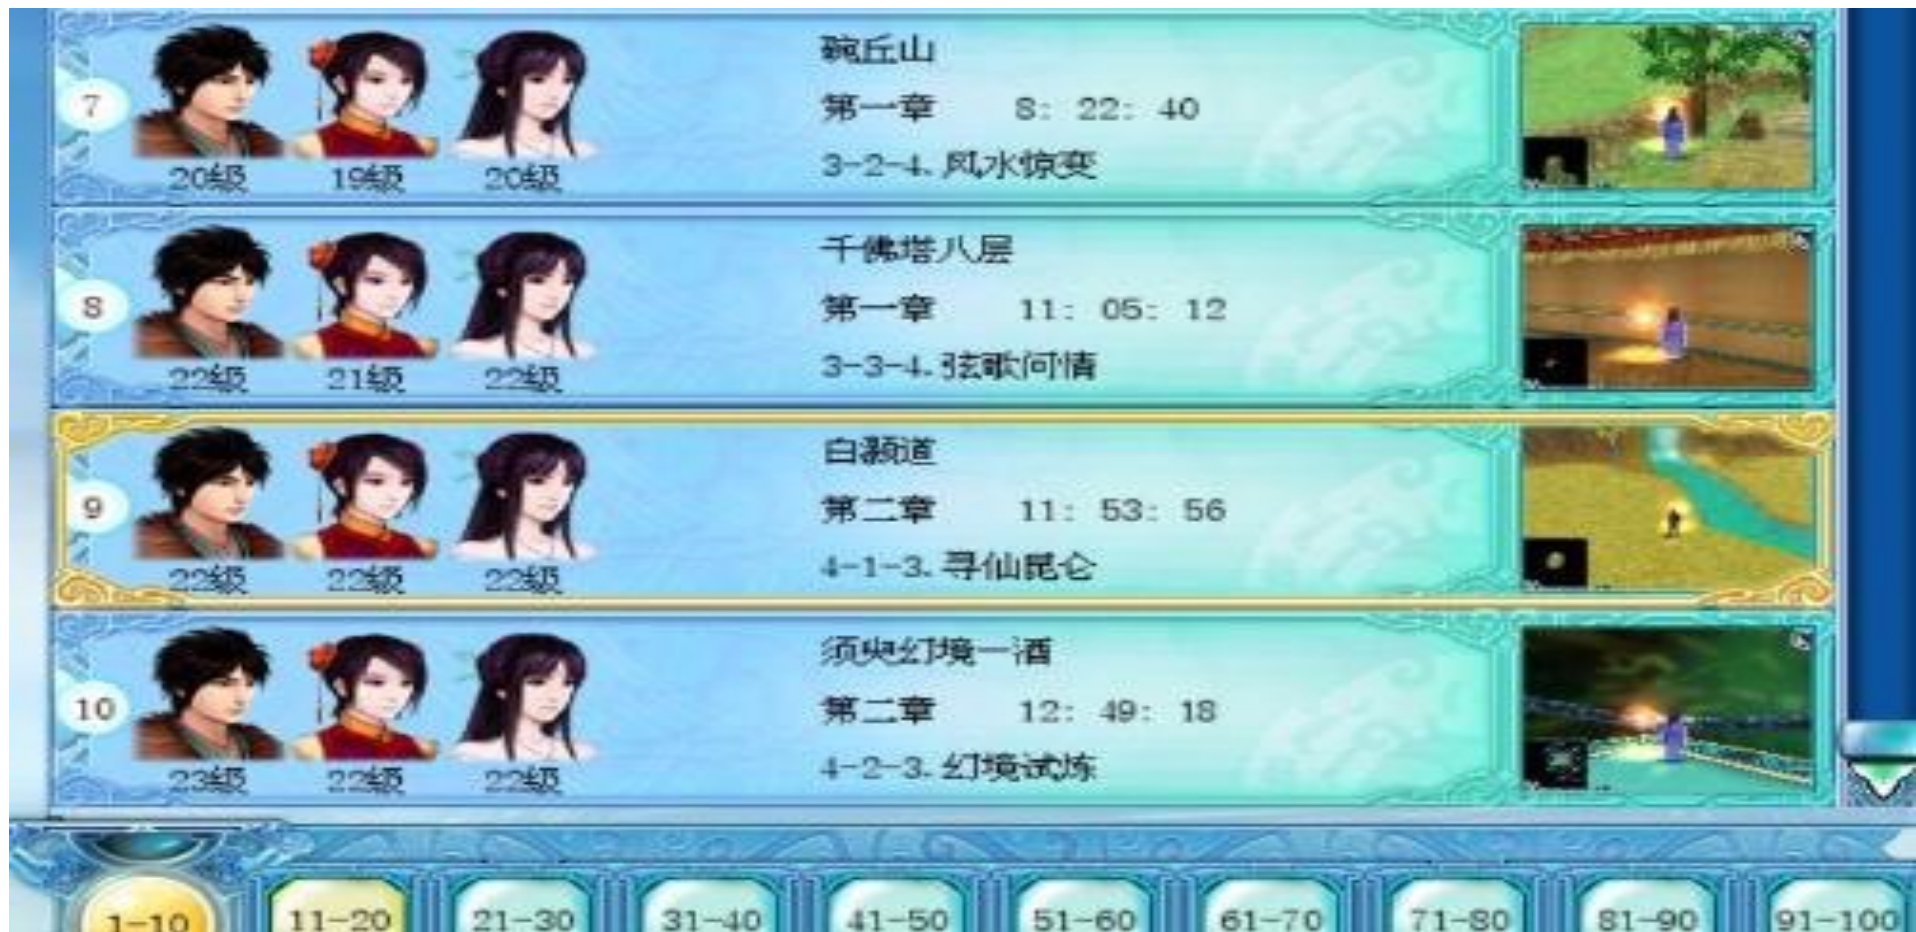 7
碗丘山
第一章 8: 22: 40
3-2-4.风水惊变
20级 19级 20级
8
千佛塔八层
第一章 11: 05: 12
3-3-4.弦歌问情
22级 21级 22级
9
白灏道
第二章 11: 53: 56
4-1-3.寻仙昆仑
22级 22级 22级
10
须臾幻境一酒
第二章 12: 49: 18
4-2-3.幻境试炼
23级 22级 22级
1-10 11-20 21-30 31-40 41-50 51-60 61-70 71-80 81-90 91-100